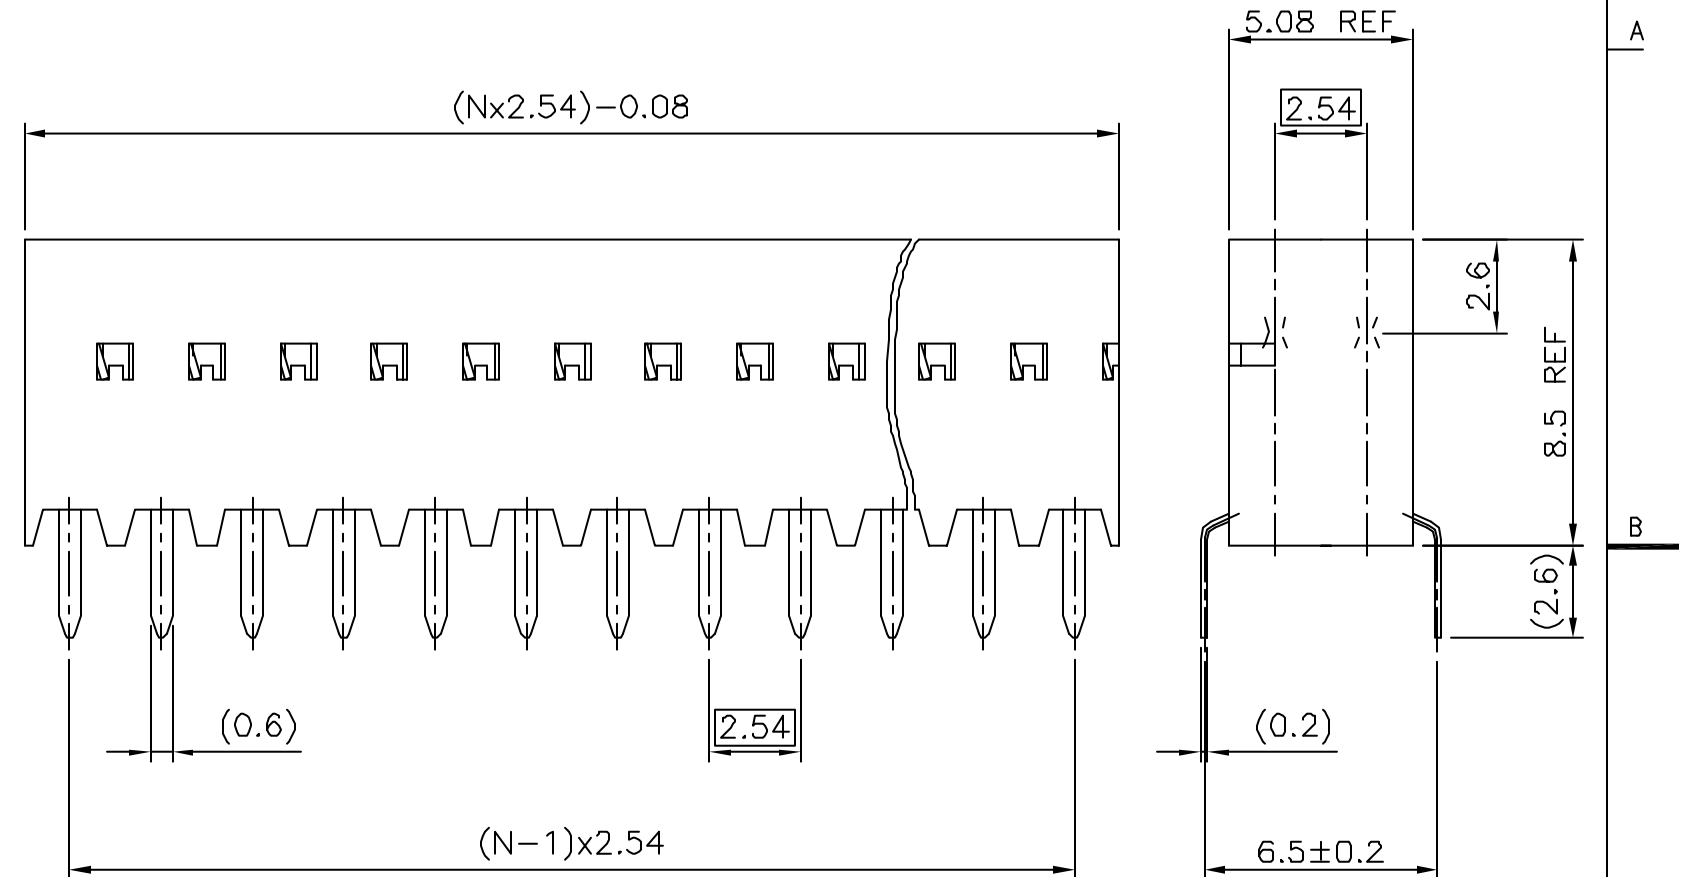 5.08 REF
A
(Nx2.54)-0.08
2.54
2.6
8.5 REF
B
(2.6)
(0.6)
2.54
(0.2)
(N-1)x2.54
6.5±0.2